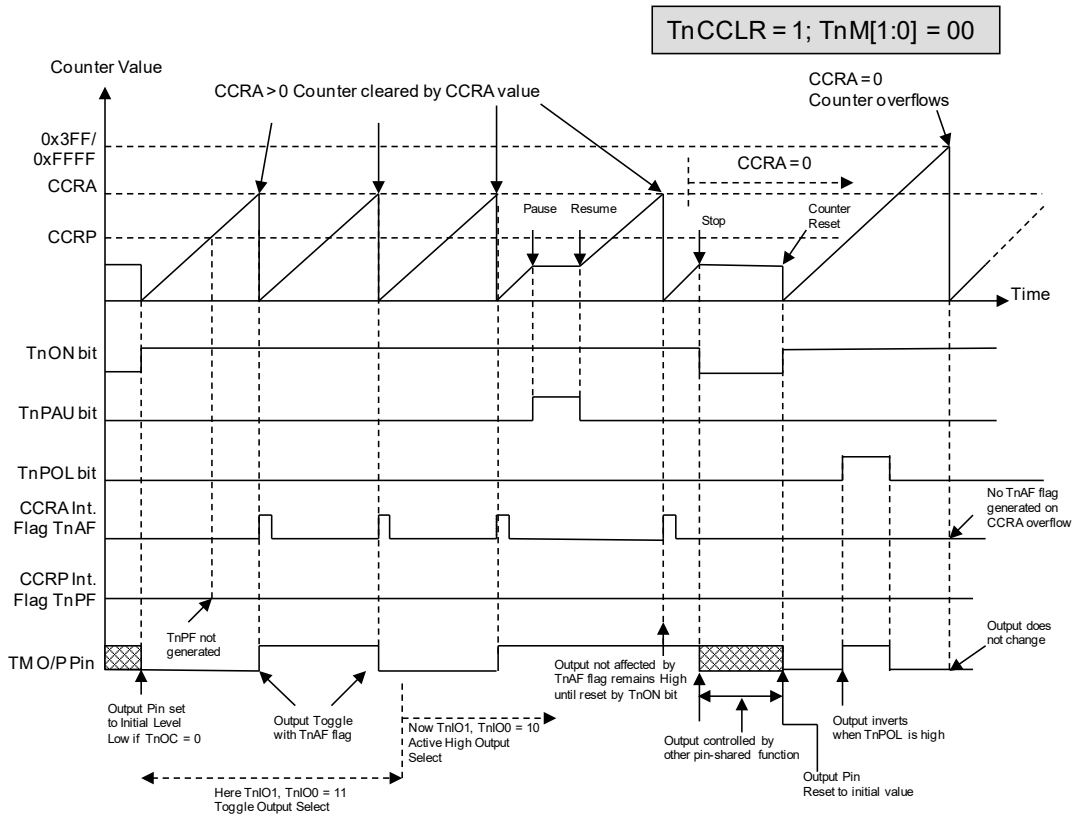 TnCCLR = 1; TnM[1:0] = 00
Counter Value
CCRA > 0 Counter cleared by CCRA value
CCRA = 0
Counter overflows
0x3FF/
0xFFFF
CCRA = 0
CCRA
Pause
Resume
Stop
Counter
Reset
CCRP
Time
TnON bit
TnPAU bit
TnPOL bit
No TnAF flag
generated on
CCRA overflow
CCRA Int.
Flag TnAF
CCRP Int.
Flag TnPF
TnPF not
generated
Output does
not change
TM O/P Pin
Output not affected by
TnAF flag remains High
until reset by TnON bit
Output Pin set
to Initial Level
Low if TnOC = 0
Output Toggle
with TnAF flag
Now TnIO1, TnIO0 = 10
Active High Output
Select
Output controlled by
other pin-shared function
Output inverts
when TnPOL is high
Output Pin
Reset to initial value
Here TnIO1, TnIO0 = 11
Toggle Output Select